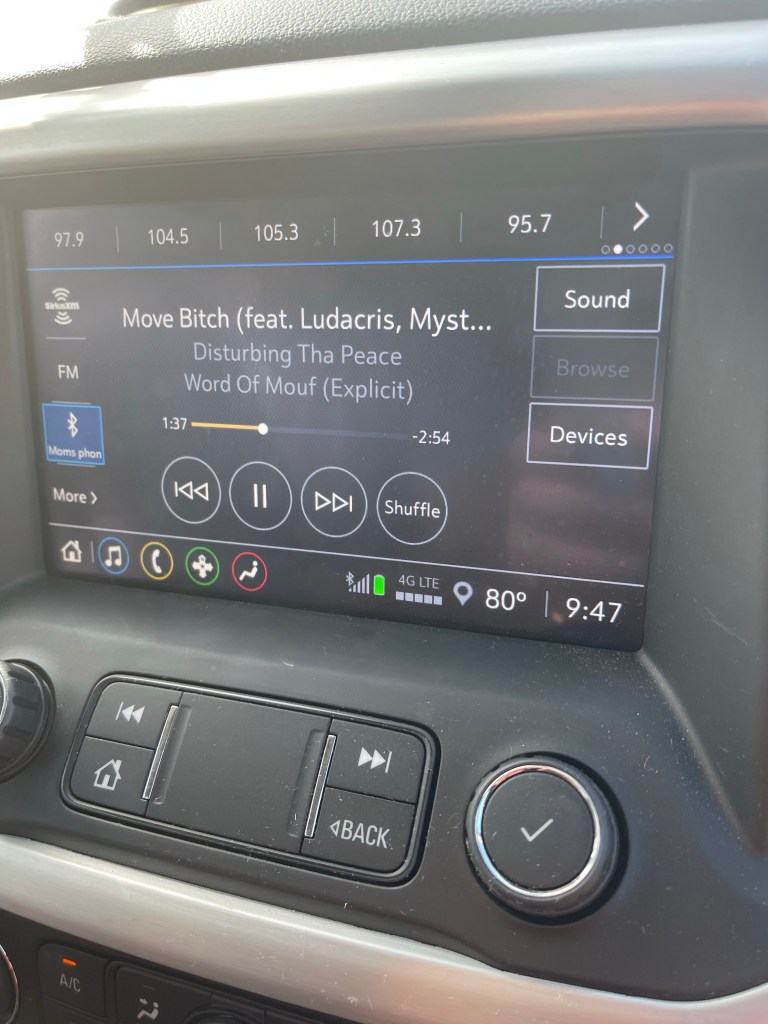 97.9 104.5 105.3 107.3 95.7
SiriusXM
Sound
Move Bitch (feat. Ludacris, Myst...
Disturbing Tha Peace
Word Of Mouf (Explicit)
FM
Browse
1:37 -2:54
Devices
Moms phon
More
Shuffle
4G LTE
80° 9:47
BACK
A/C